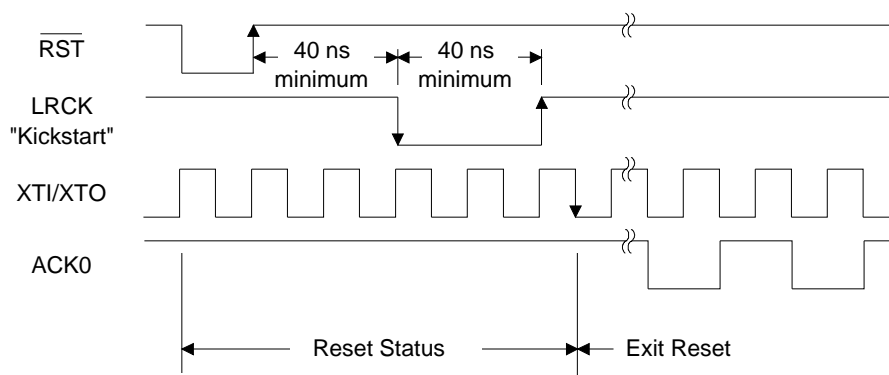 RST
40 ns
minimum
40 ns
minimum
LRCK
"Kickstart"
XTI/XTO
ACK0
Reset Status
Exit Reset